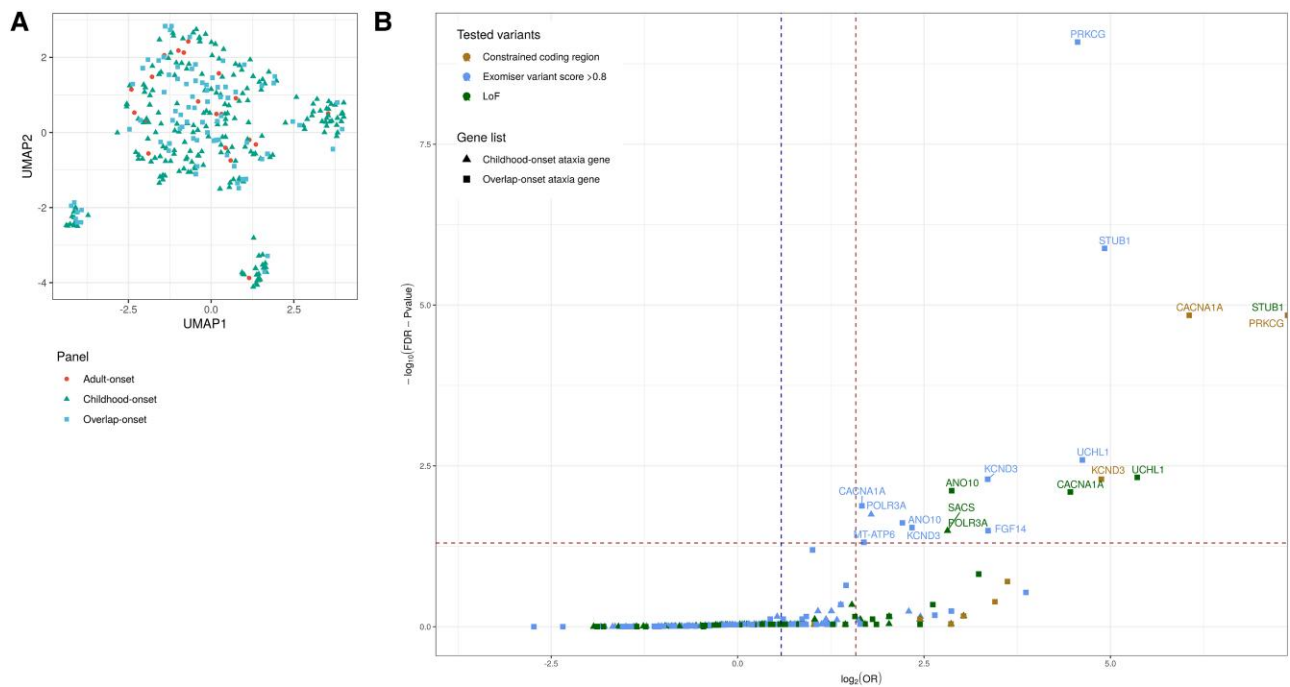 A
2
0
-2
-4
UMAP2
-2.5
0.0
2.5
UMAP1
Panel
Adult-onset
Childhood-onset
Overlap-onset
B
Tested variants
Constrained coding region
Exomiser variant score >0.8
LoF
Gene list
Childhood-onset ataxia gene
Overlap-onset ataxia gene
PRKCG
STUB1
CACNA1A
STUB1
PRKCG
UCHL1
KCND3
KCND3
UCHL1
ANO10
CACNA1A
CACNA1A
POLR3A
SACS
ANO10
POLR3A
FGF14
MT-ATP6
KCND3
7.5
5.0
2.5
0.0
− log10(FDR − Pvalue)
-2.5
0.0
2.5
5.0
log2(OR)